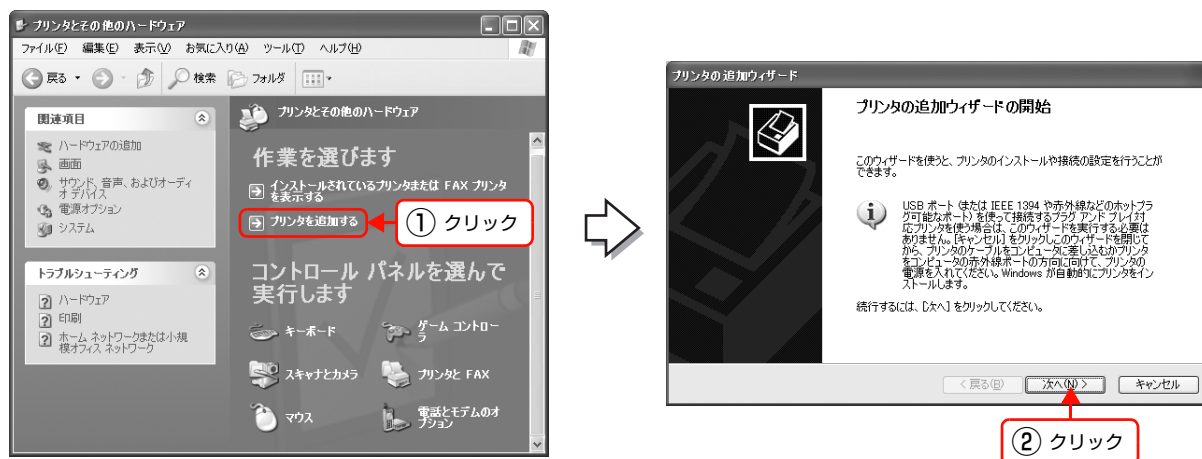 プリンタとその他のハードウェア
ファイル(F) 編集(E) 表示(V) お気に入り(A) ツール(T) ヘルプ(H)
戻る 検索 フォルダ
関連項目
ハードウェアの追加
画面
サウンド、音声、およびオーディ
オ デバイス
電源オプション
システム
トラブルシューティング
ハードウェア
印刷
ホーム ネットワークまたは小規
模オフィス ネットワーク
プリンタとその他のハードウェア
作業を選びます
インストールされているプリンタまたは FAX プリンタ
を表示する
プリンタを追加する
① クリック
コントロール パネルを選んで
実行します
キーボード
ゲーム コントロー
ラ
スキャナとカメラ
プリンタと FAX
マウス
電話とモデムのオ
プション
プリンタの追加ウィザード
プリンタの追加ウィザードの開始
このウィザードを使うと、プリンタのインストールや接続の設定を行うことが
できます。
USB ポート (または IEEE 1394 や赤外線などのホットプラ
グ可能なポート) を使って接続するプラグ アンド プレイ対
応プリンタを使う場合は、このウィザードを実行する必要は
ありません。[キャンセル] をクリックしこのウィザードを閉じて
から、プリンタのケーブルをコンピュータに差し込むかプリンタ
をコンピュータの赤外線ポートの方向に向けて、プリンタの
電源を入れてください。Windows が自動的にプリンタをイン
ストールします。
続行するには、[次へ] をクリックしてください。
< 戻る(B) 次へ(N) > キャンセル
② クリック